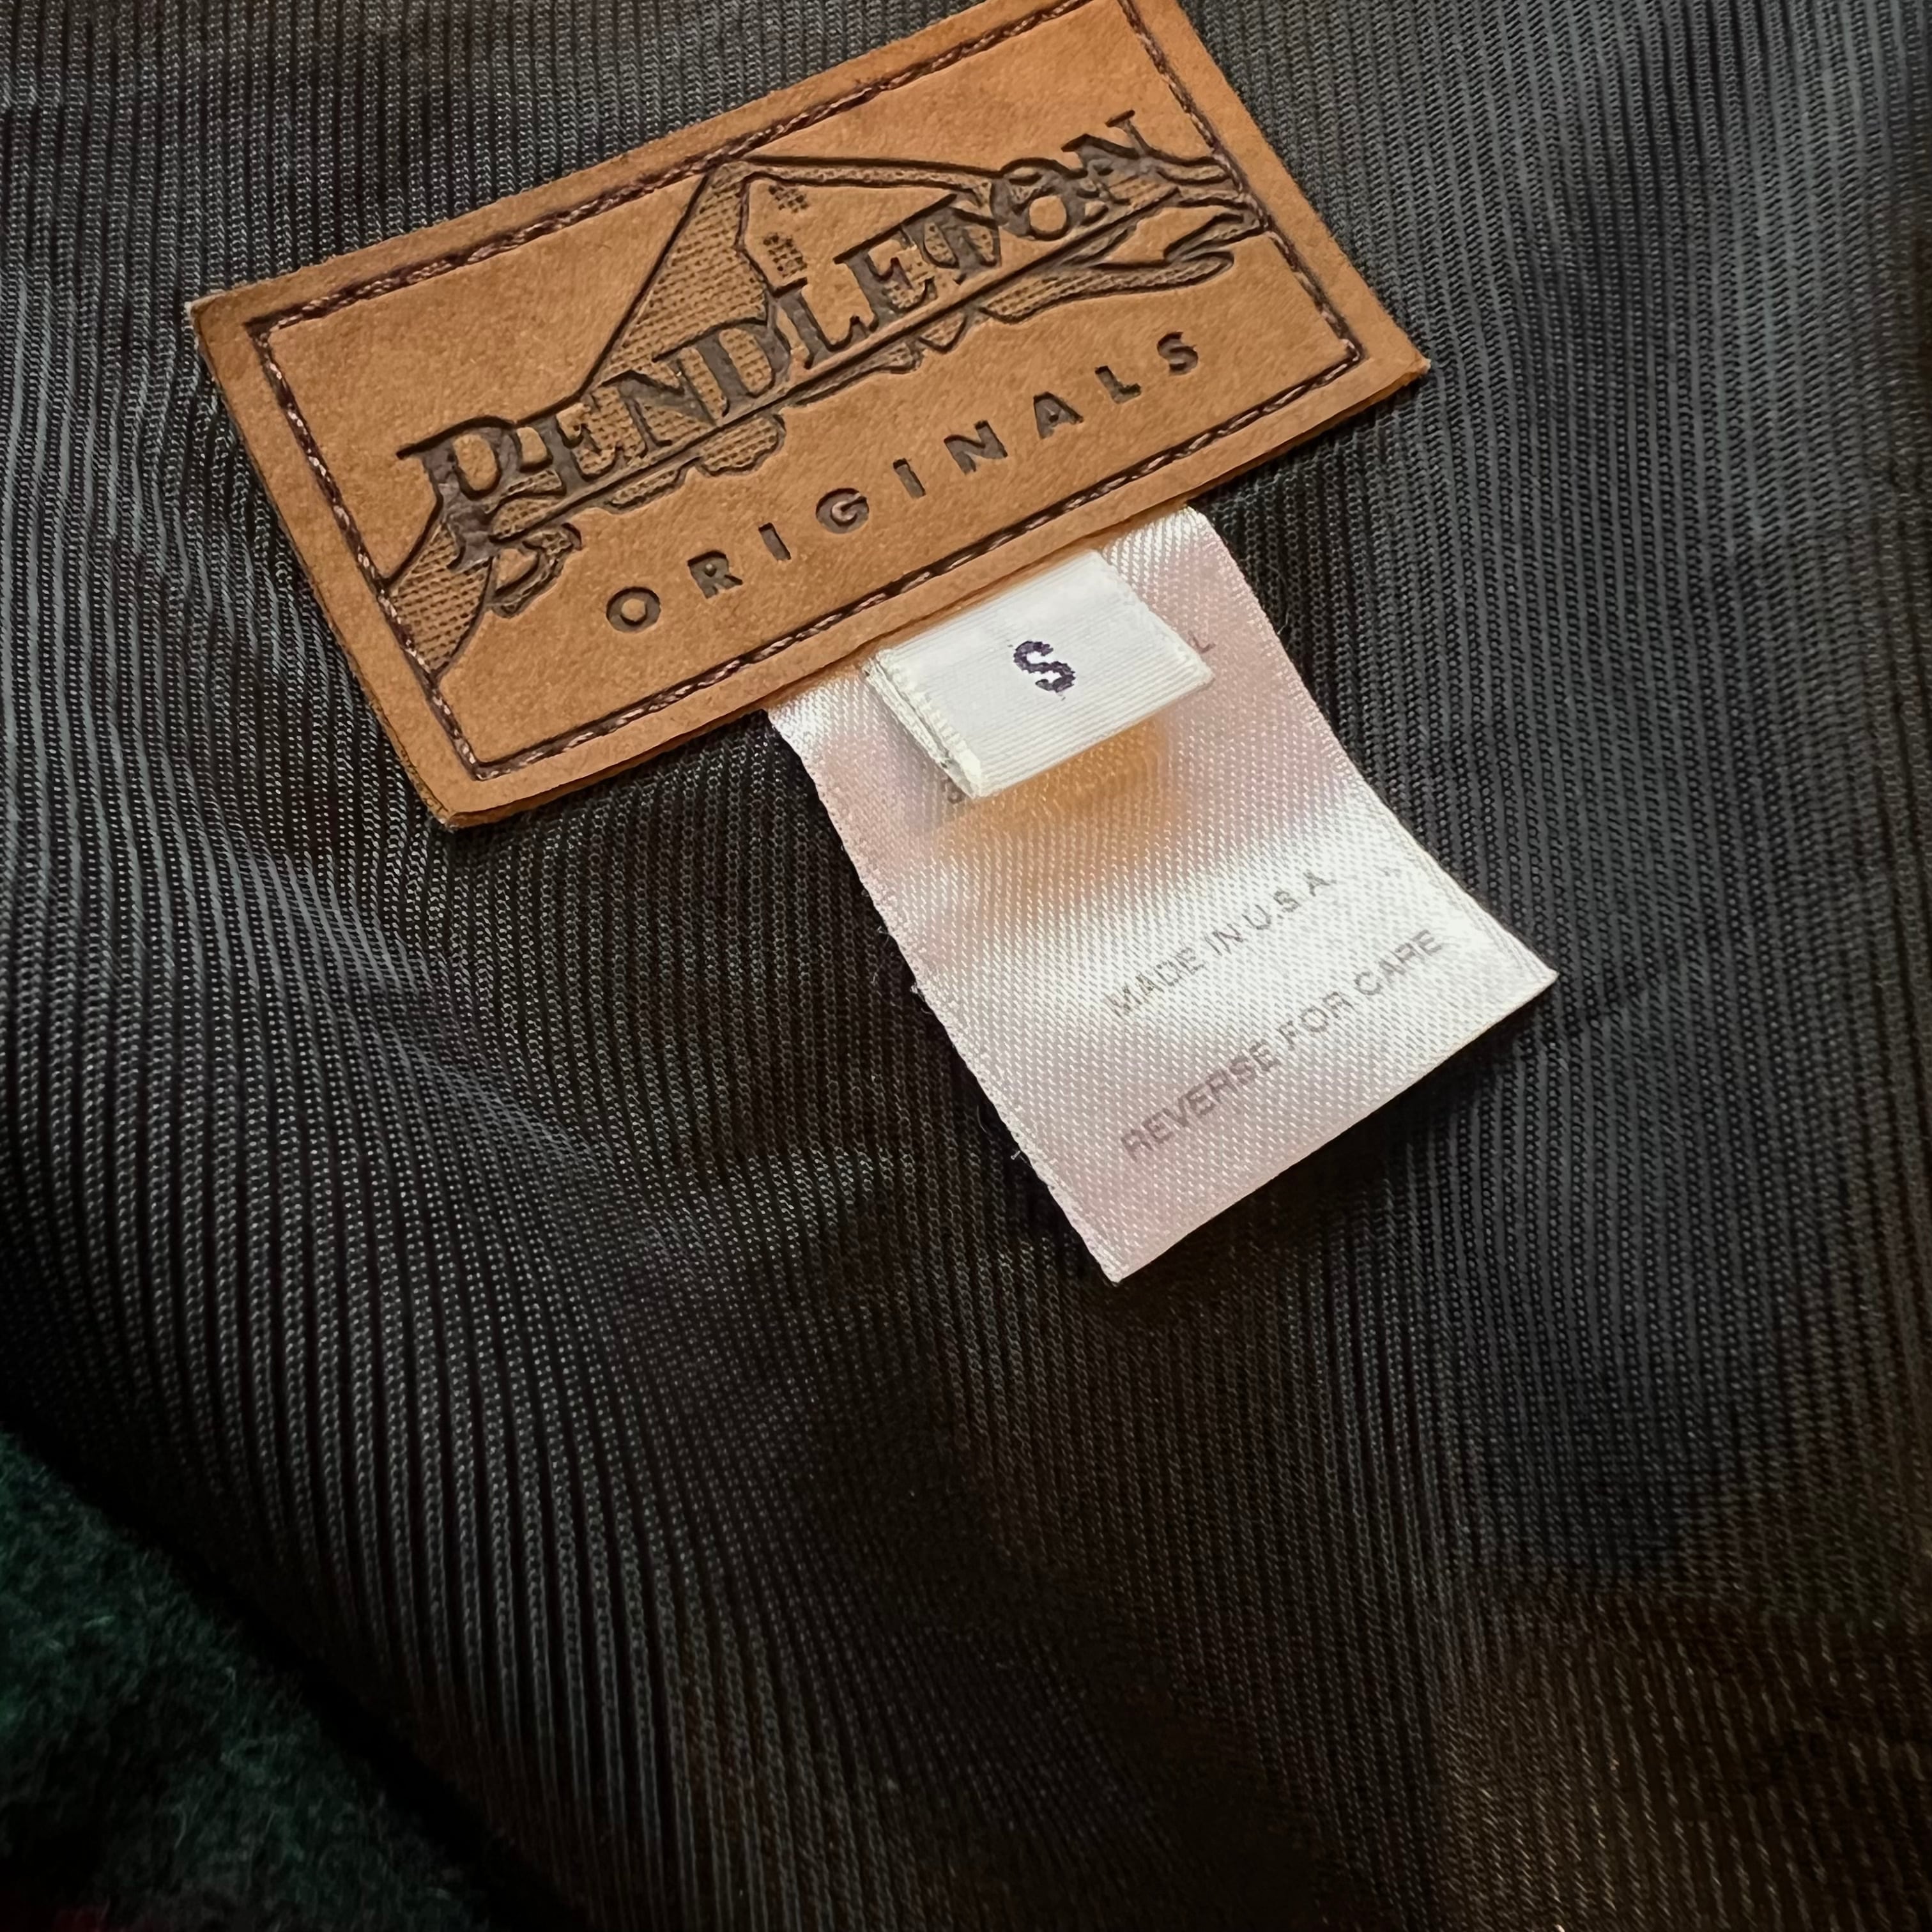 PENDLETON
ORIGINALS
S
MADE IN U.S.A.
REVERSE FOR CARE